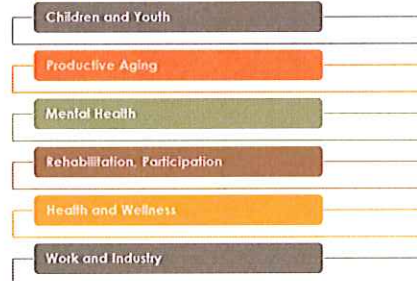 Children and Youth
Productive Aging
Mental Health
Rehabilitation, Participation
Health and Wellness
Work and Industry